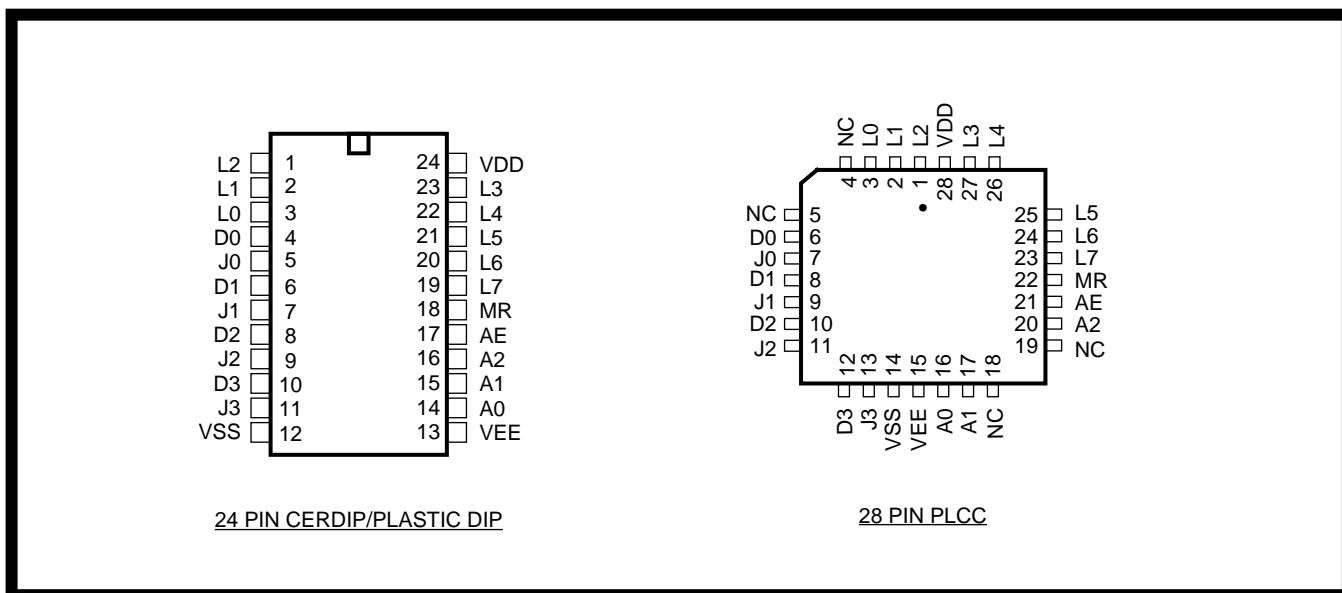 L2 1 24 VDD
L1 2 23 L3
L0 3 22 L4
D0 4 21 L5
J0 5 20 L6
D1 6 19 L7
J1 7 18 MR
D2 8 17 AE
J2 9 16 A2
D3 10 15 A1
J3 11 14 A0
VSS 12 13 VEE
24 PIN CERDIP/PLASTIC DIP
NC L0 L1 L2 VDD L3 L4
4 3 2 1 28 27 26
NC 5 25 L5
D0 6 24 L6
J0 7 23 L7
D1 8 22 MR
J1 9 21 AE
D2 10 20 A2
J2 11 19 NC
12 13 14 15 16 17 18
D3 J3 VSS VEE A0 A1 NC
28 PIN PLCC